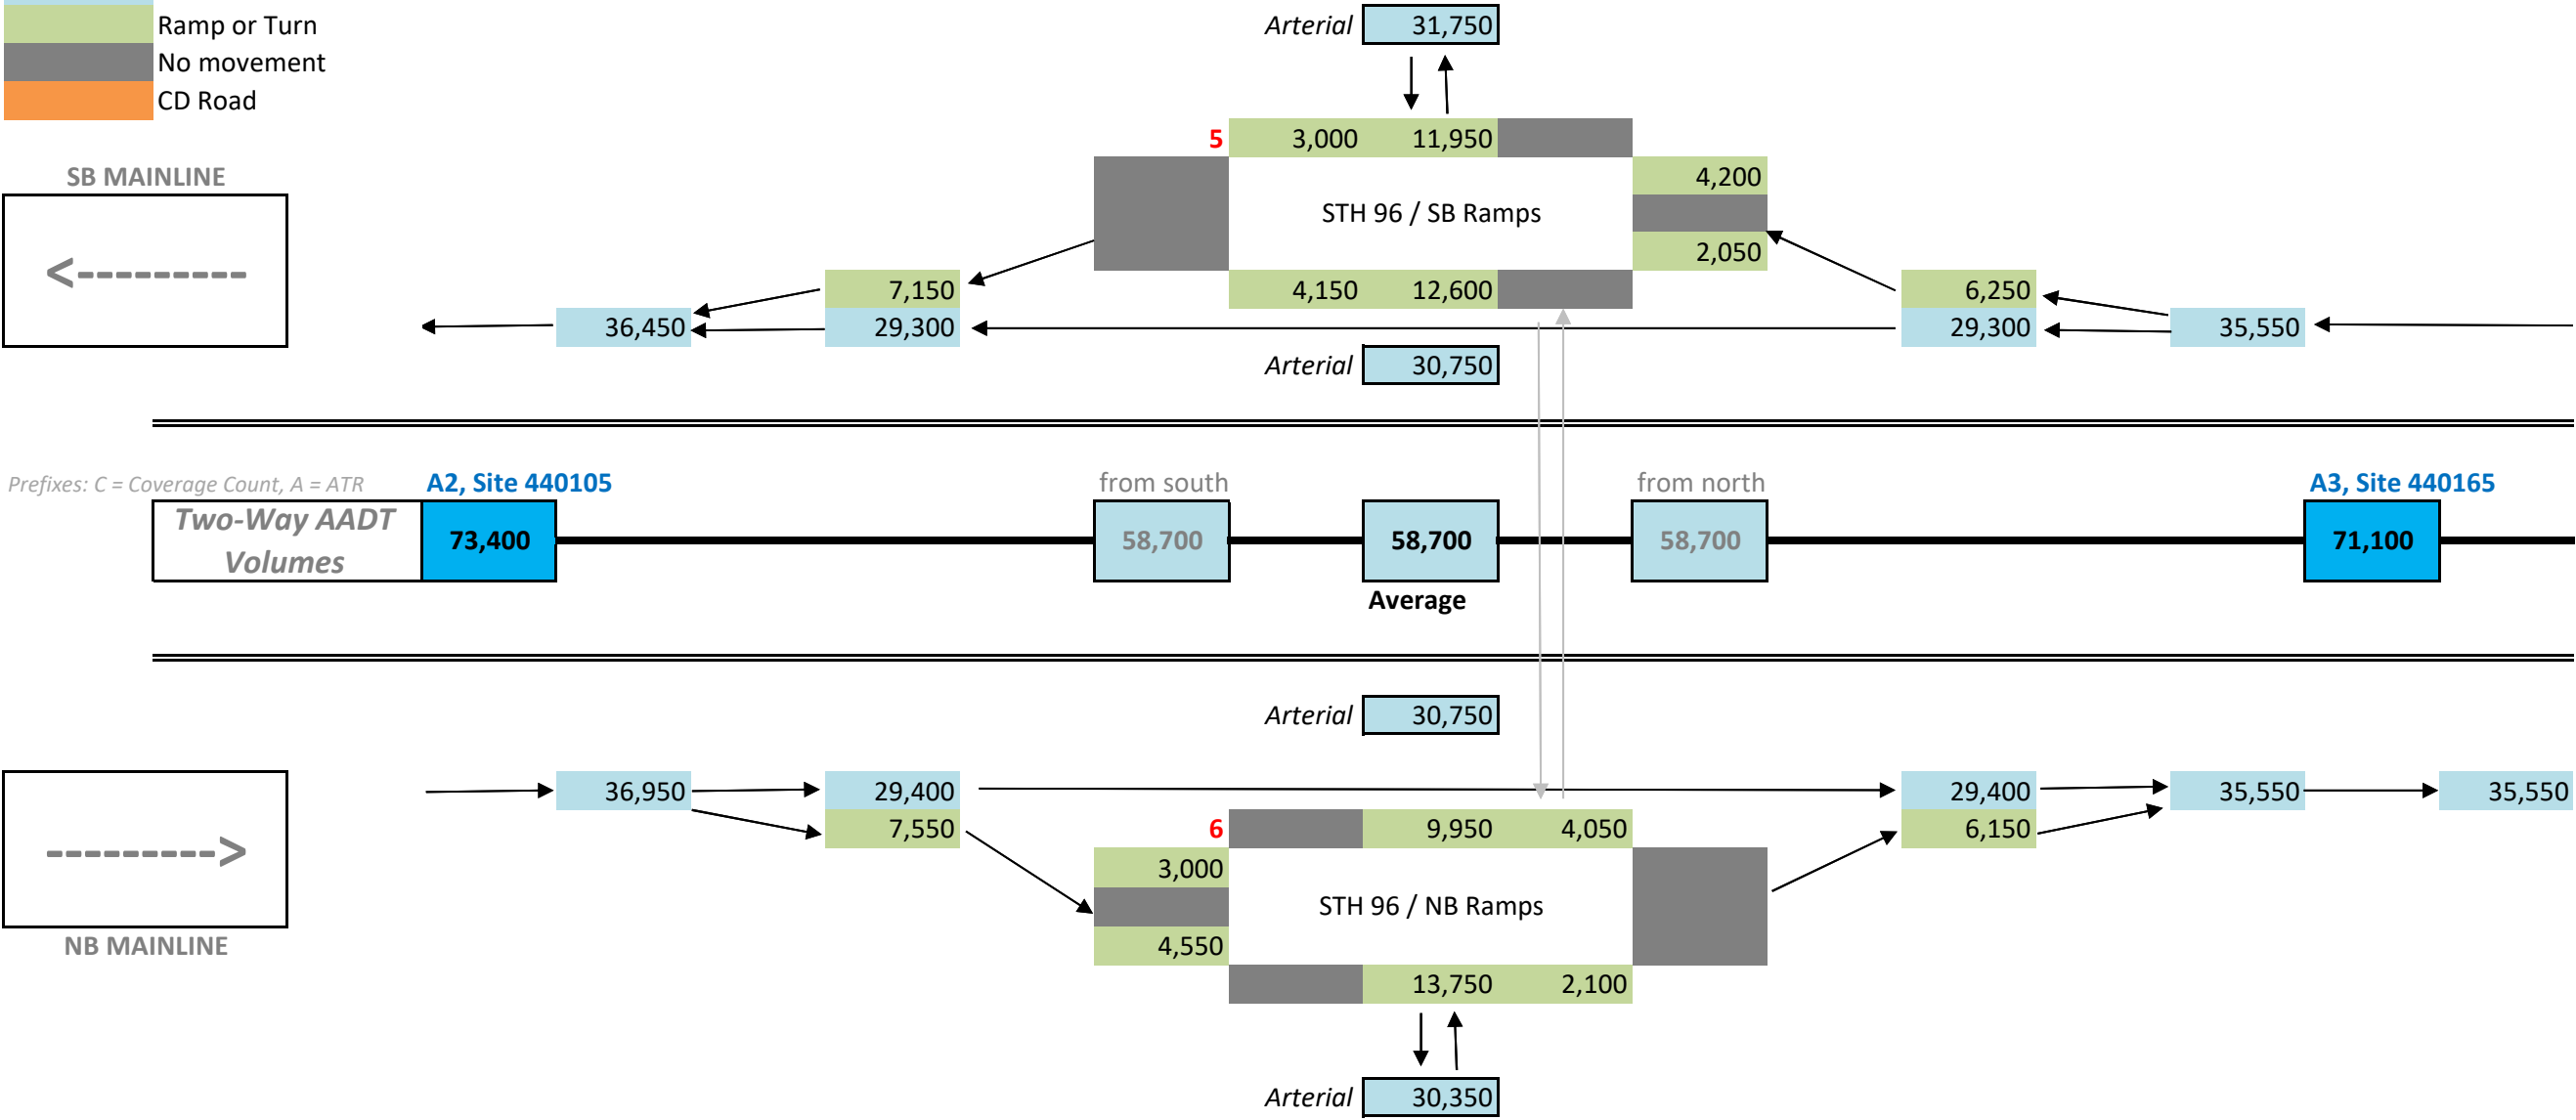 Ramp or Turn
No movement
CD Road
Arterial 31,750
5 3,000 11,950
SB MAINLINE
<---------
4,200
STH 96 / SB Ramps
2,050
7,150 4,150 12,600 6,250
36,450 29,300 29,300 35,550
Arterial 30,750
Prefixes: C = Coverage Count, A = ATR A2, Site 440105 from south from north A3, Site 440165
Two-Way AADT
Volumes
73,400 58,700 58,700 58,700 71,100
Average
Arterial 30,750
36,950 29,400 29,400 35,550 35,550
7,550 6 9,950 4,050 6,150
--------->
3,000
STH 96 / NB Ramps
4,550
NB MAINLINE
13,750 2,100
Arterial 30,350